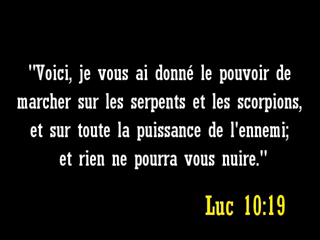 "Voici, je vous ai donné le pouvoir de
marcher sur les serpents et les scorpions,
et sur toute la puissance de l'ennemi;
et rien ne pourra vous nuire."
Luc 10:19